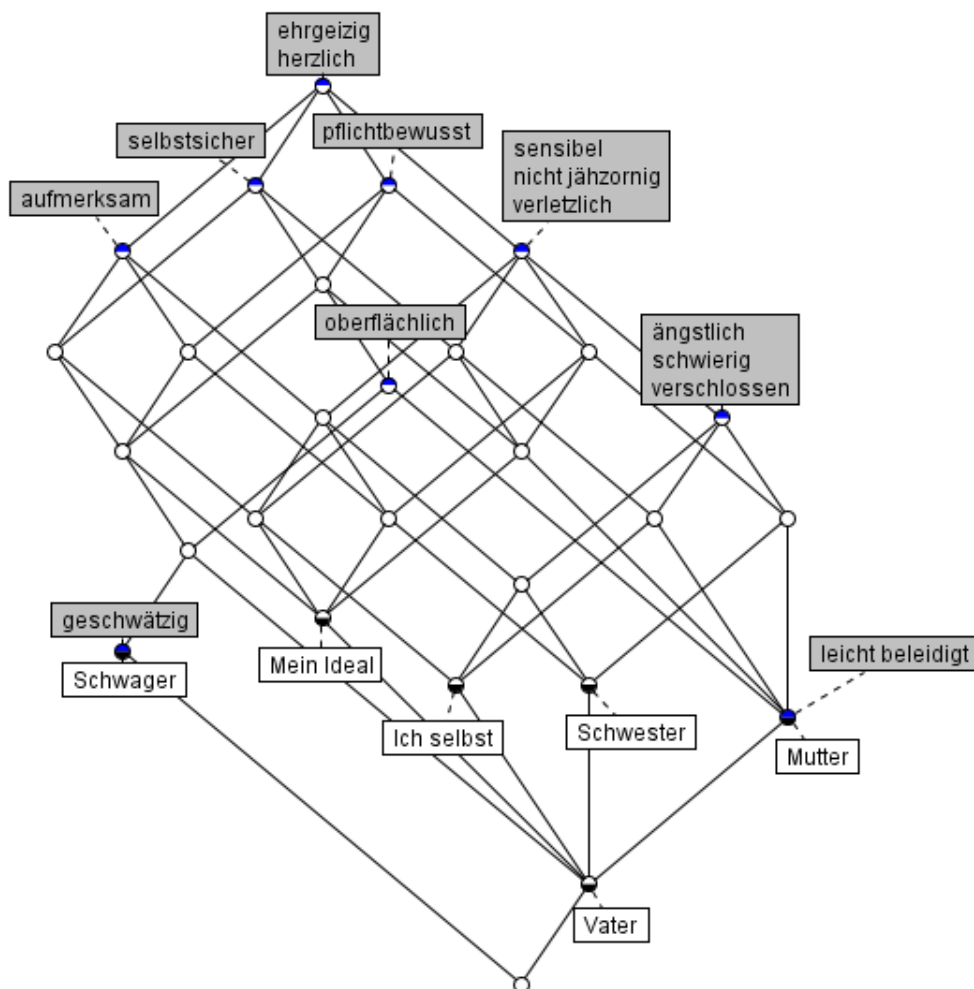 ehrgeizig
herzlich
selbstsicher
pflichtbewusst
sensibel
nicht jähzornig
verletzlich
aufmerksam
oberflächlich
ängstlich
schwierig
verschlossen
geschwätzig
Schwager
Mein Ideal
leicht beleidigt
Ich selbst
Schwester
Mutter
Vater